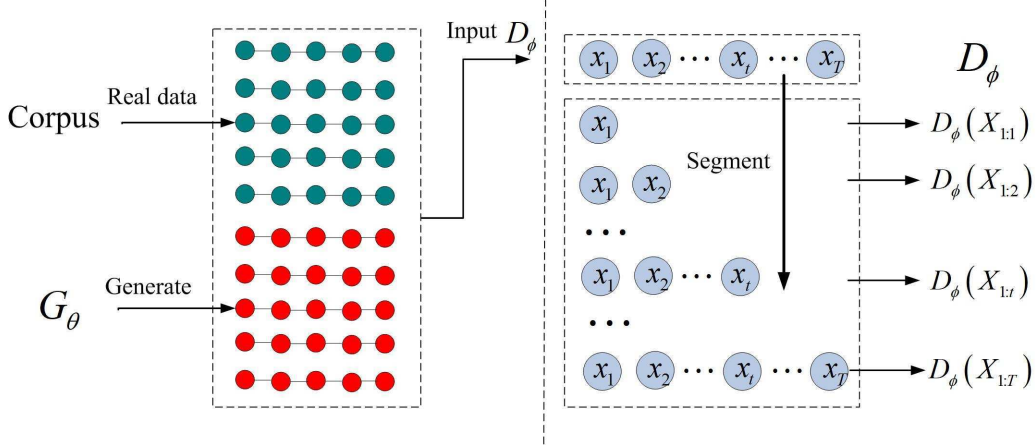 Corpus
Real data
G_θ
Generate
Input D_ϕ
x_1 x_2 ··· x_t ··· x_T
D_ϕ
Segment
x_1
D_ϕ(X_{1:1})
x_1 x_2
D_ϕ(X_{1:2})
···
x_1 x_2 ··· x_t
D_ϕ(X_{1:t})
···
x_1 x_2 ··· x_t ··· x_T
D_ϕ(X_{1:T})